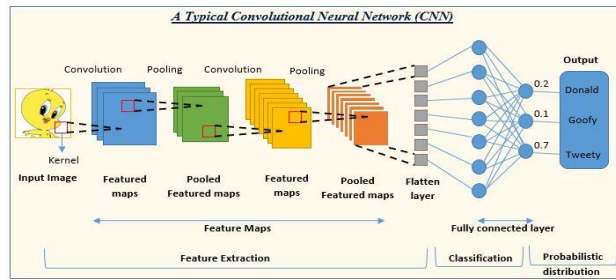 A Typical Convolutional Neural Network (CNN)
Convolution
Pooling
Convolution
Pooling
Output
0.2
Donald
0.1
Goofy
0.7
Tweety
Kernel
Input Image
Featured maps
Pooled Featured maps
Featured maps
Pooled Featured maps
Flatten layer
Feature Maps
Fully connected layer
Feature Extraction
Classification
Probabilistic distribution